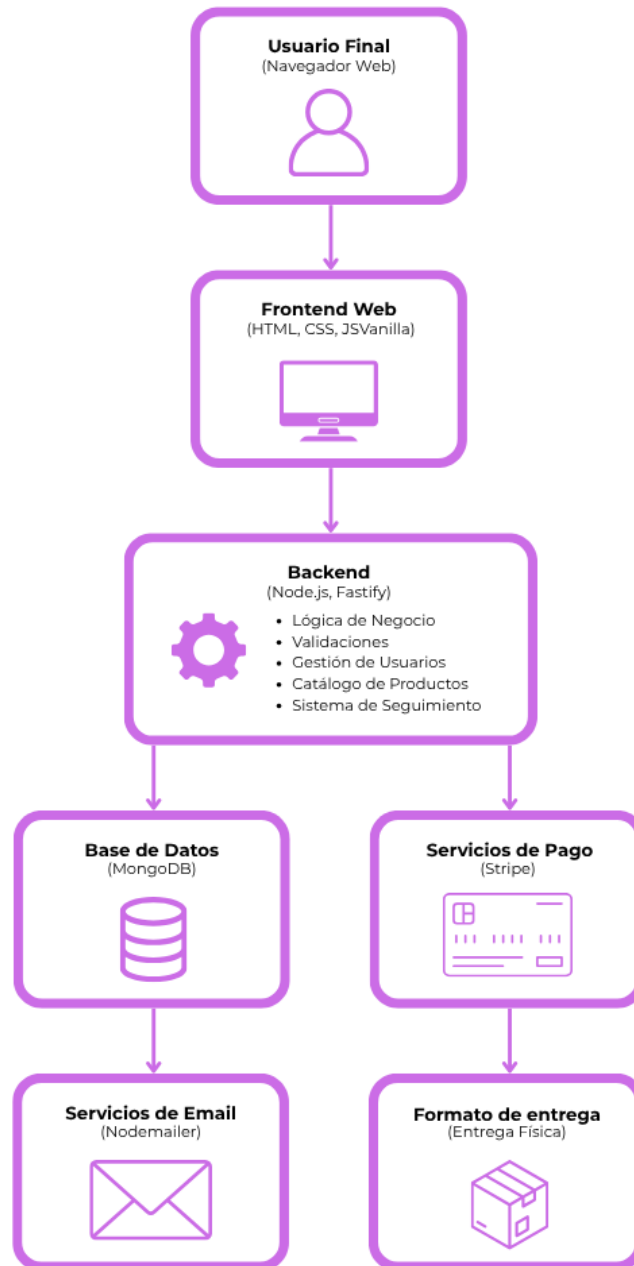 Usuario Final
(Navegador Web)
Frontend Web
(HTML, CSS, JSVanilla)
Backend
(Node.js, Fastify)
• Lógica de Negocio
• Validaciones
• Gestión de Usuarios
• Catálogo de Productos
• Sistema de Seguimiento
Base de Datos
(MongoDB)
Servicios de Pago
(Stripe)
Servicios de Email
(Nodemailer)
Formato de entrega
(Entrega Física)